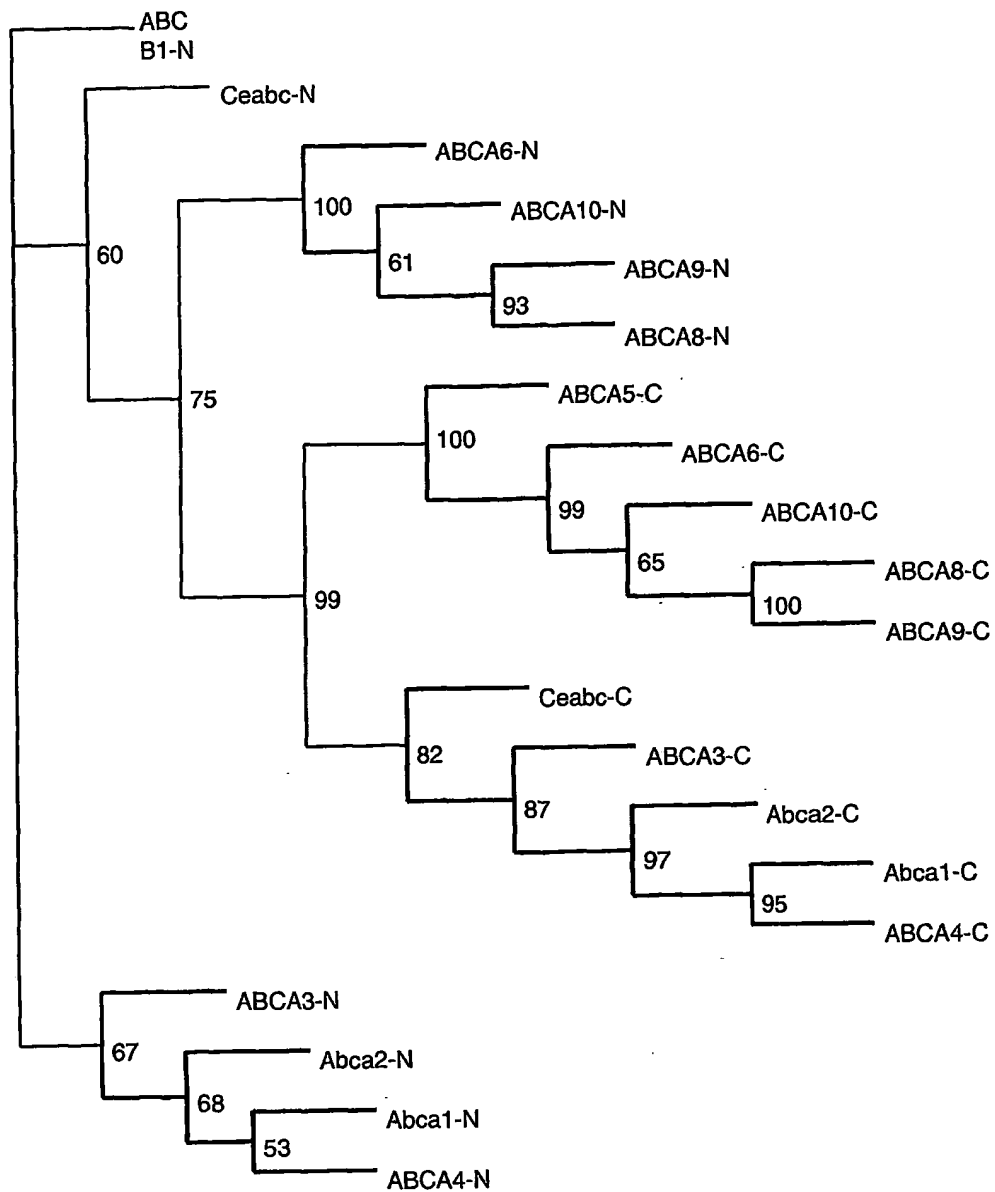 ABC
B1-N
Ceabc-N
ABCA6-N
100
ABCA10-N
60
61
ABCA9-N
93
ABCA8-N
ABCA5-C
75
100
ABCA6-C
99
ABCA10-C
65
ABCA8-C
99
100
ABCA9-C
Ceabc-C
82
ABCA3-C
87
Abca2-C
97
Abca1-C
95
ABCA4-C
ABCA3-N
67
Abca2-N
68
Abca1-N
53
ABCA4-N